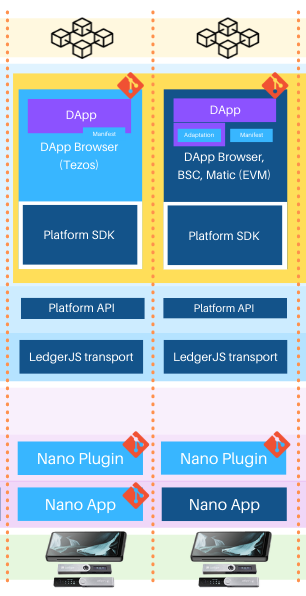 DApp
Manifest
DApp Browser
(Tezos)
Platform SDK
Platform API
LedgerJS transport
Nano Plugin
Nano App
DApp
Adaptation
Manifest
DApp Browser,
BSC, Matic (EVM)
Platform SDK
Platform API
LedgerJS transport
Nano Plugin
Nano App